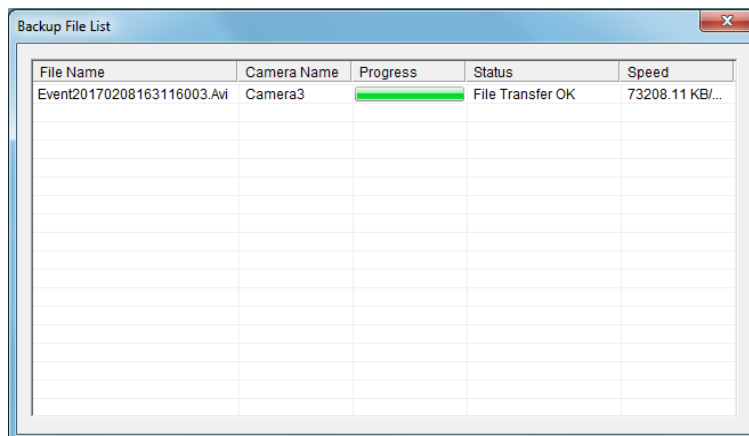 Backup File List
File Name Camera Name Progress Status Speed
Event20170208163116003.Avi Camera3 File Transfer OK 73208.11 KB/...